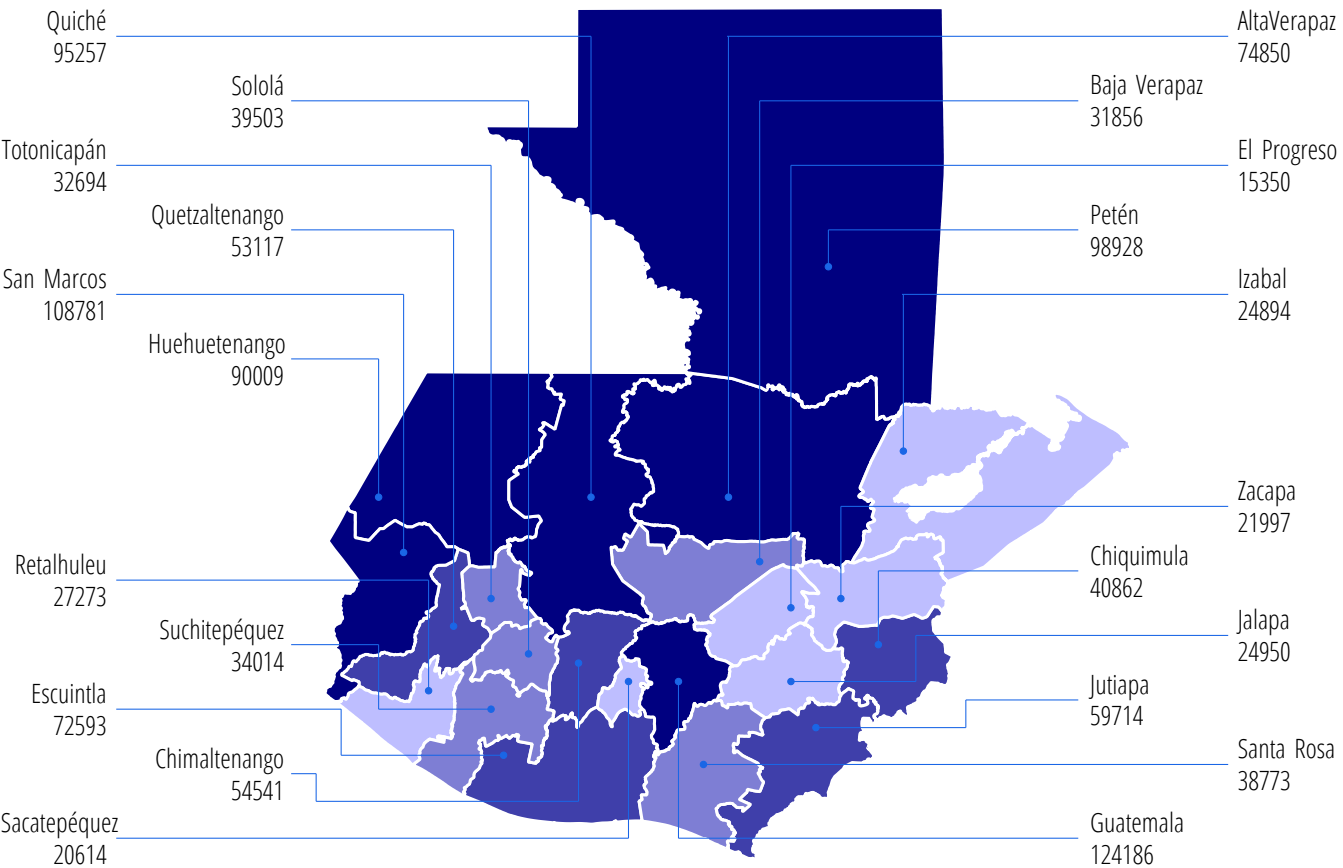 Quiché
95257
Sololá
39503
Totonicapán
32694
Quetzaltenango
53117
San Marcos
108781
Huehuetenango
90009
Retalhuleu
27273
Suchitepéquez
34014
Escuintla
72593
Chimaltenango
54541
Sacatepéquez
20614
AltaVerapaz
74850
Baja Verapaz
31856
El Progreso
15350
Petén
98928
Izabal
24894
Zacapa
21997
Chiquimula
40862
Jalapa
24950
Jutiapa
59714
Santa Rosa
38773
Guatemala
124186